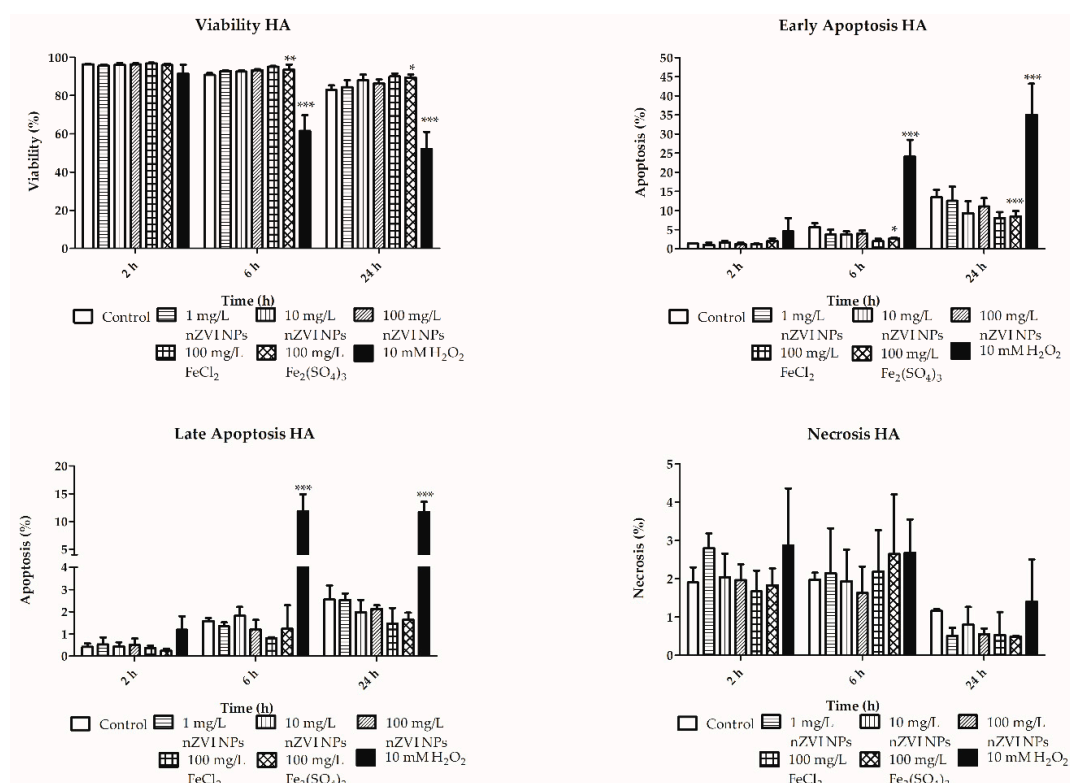 Viability HA
100
80
60
40
20
0
Viability (%)
**
***
*
***
2 h
6 h
24 h
Time (h)
Control
1 mg/L
nZVI NPs
10 mg/L
nZVI NPs
100 mg/L
nZVI NPs
100 mg/L
FeCl₂
100 mg/L
Fe₂(SO₄)₃
10 mM H₂O₂
Early Apoptosis HA
50
45
40
35
30
25
20
15
10
5
0
Apoptosis (%)
*
***
***
***
2 h
6 h
24 h
Time (h)
Control
1 mg/L
nZVI NPs
10 mg/L
nZVI NPs
100 mg/L
nZVI NPs
100 mg/L
FeCl₂
100 mg/L
Fe₂(SO₄)₃
10 mM H₂O₂
Late Apoptosis HA
20
15
10
5
4
3
2
1
0
Apoptosis (%)
***
***
2 h
6 h
24 h
Time (h)
Control
1 mg/L
nZVI NPs
10 mg/L
nZVI NPs
100 mg/L
nZVI NPs
100 mg/L
FeCl₂
100 mg/L
Fe₂(SO₄)₃
10 mM H₂O₂
Necrosis HA
5
4
3
2
1
0
Necrosis (%)
2 h
6 h
24 h
Time (h)
Control
1 mg/L
nZVI NPs
10 mg/L
nZVI NPs
100 mg/L
nZVI NPs
100 mg/L
FeCl₂
100 mg/L
Fe₂(SO₄)₃
10 mM H₂O₂